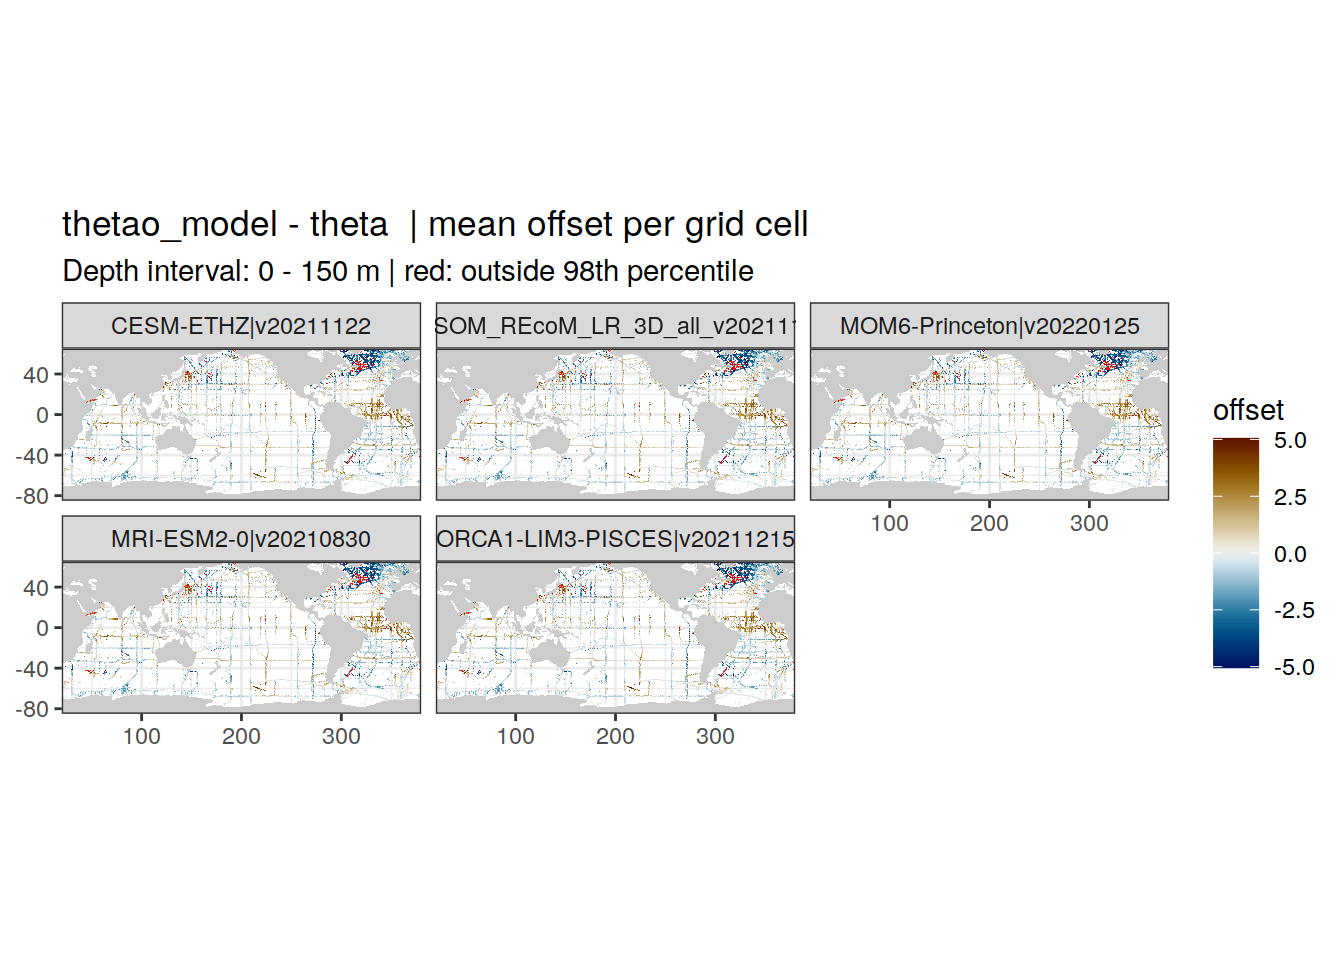 thetao_model - theta | mean offset per grid cell
Depth interval: 0 - 150 m | red: outside 98th percentile
CESM-ETHZ|v20211122
SOM_REcoM_LR_3D_all_v20211
MOM6-Princeton|v20220125
40
0
-40
-80
100 200 300
MRI-ESM2-0|v20210830
ORCA1-LIM3-PISCES|v20211215
40
0
-40
-80
100 200 300
100 200 300
offset
5.0
2.5
0.0
-2.5
-5.0